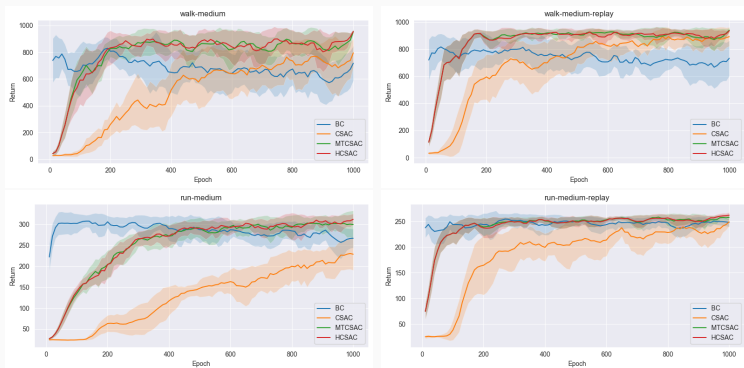 walk-medium
1000
800
600
400
200
0
Return
0 200 400 600 800 1000
Epoch
BC
CSAC
MTCSAC
HCSAC
walk-medium-replay
1000
800
600
400
200
0
Return
0 200 400 600 800 1000
Epoch
BC
CSAC
MTCSAC
HCSAC
run-medium
300
250
200
150
100
50
Return
0 200 400 600 800 1000
Epoch
BC
CSAC
MTCSAC
HCSAC
run-medium-replay
250
200
150
100
50
Return
0 200 400 600 800 1000
Epoch
BC
CSAC
MTCSAC
HCSAC